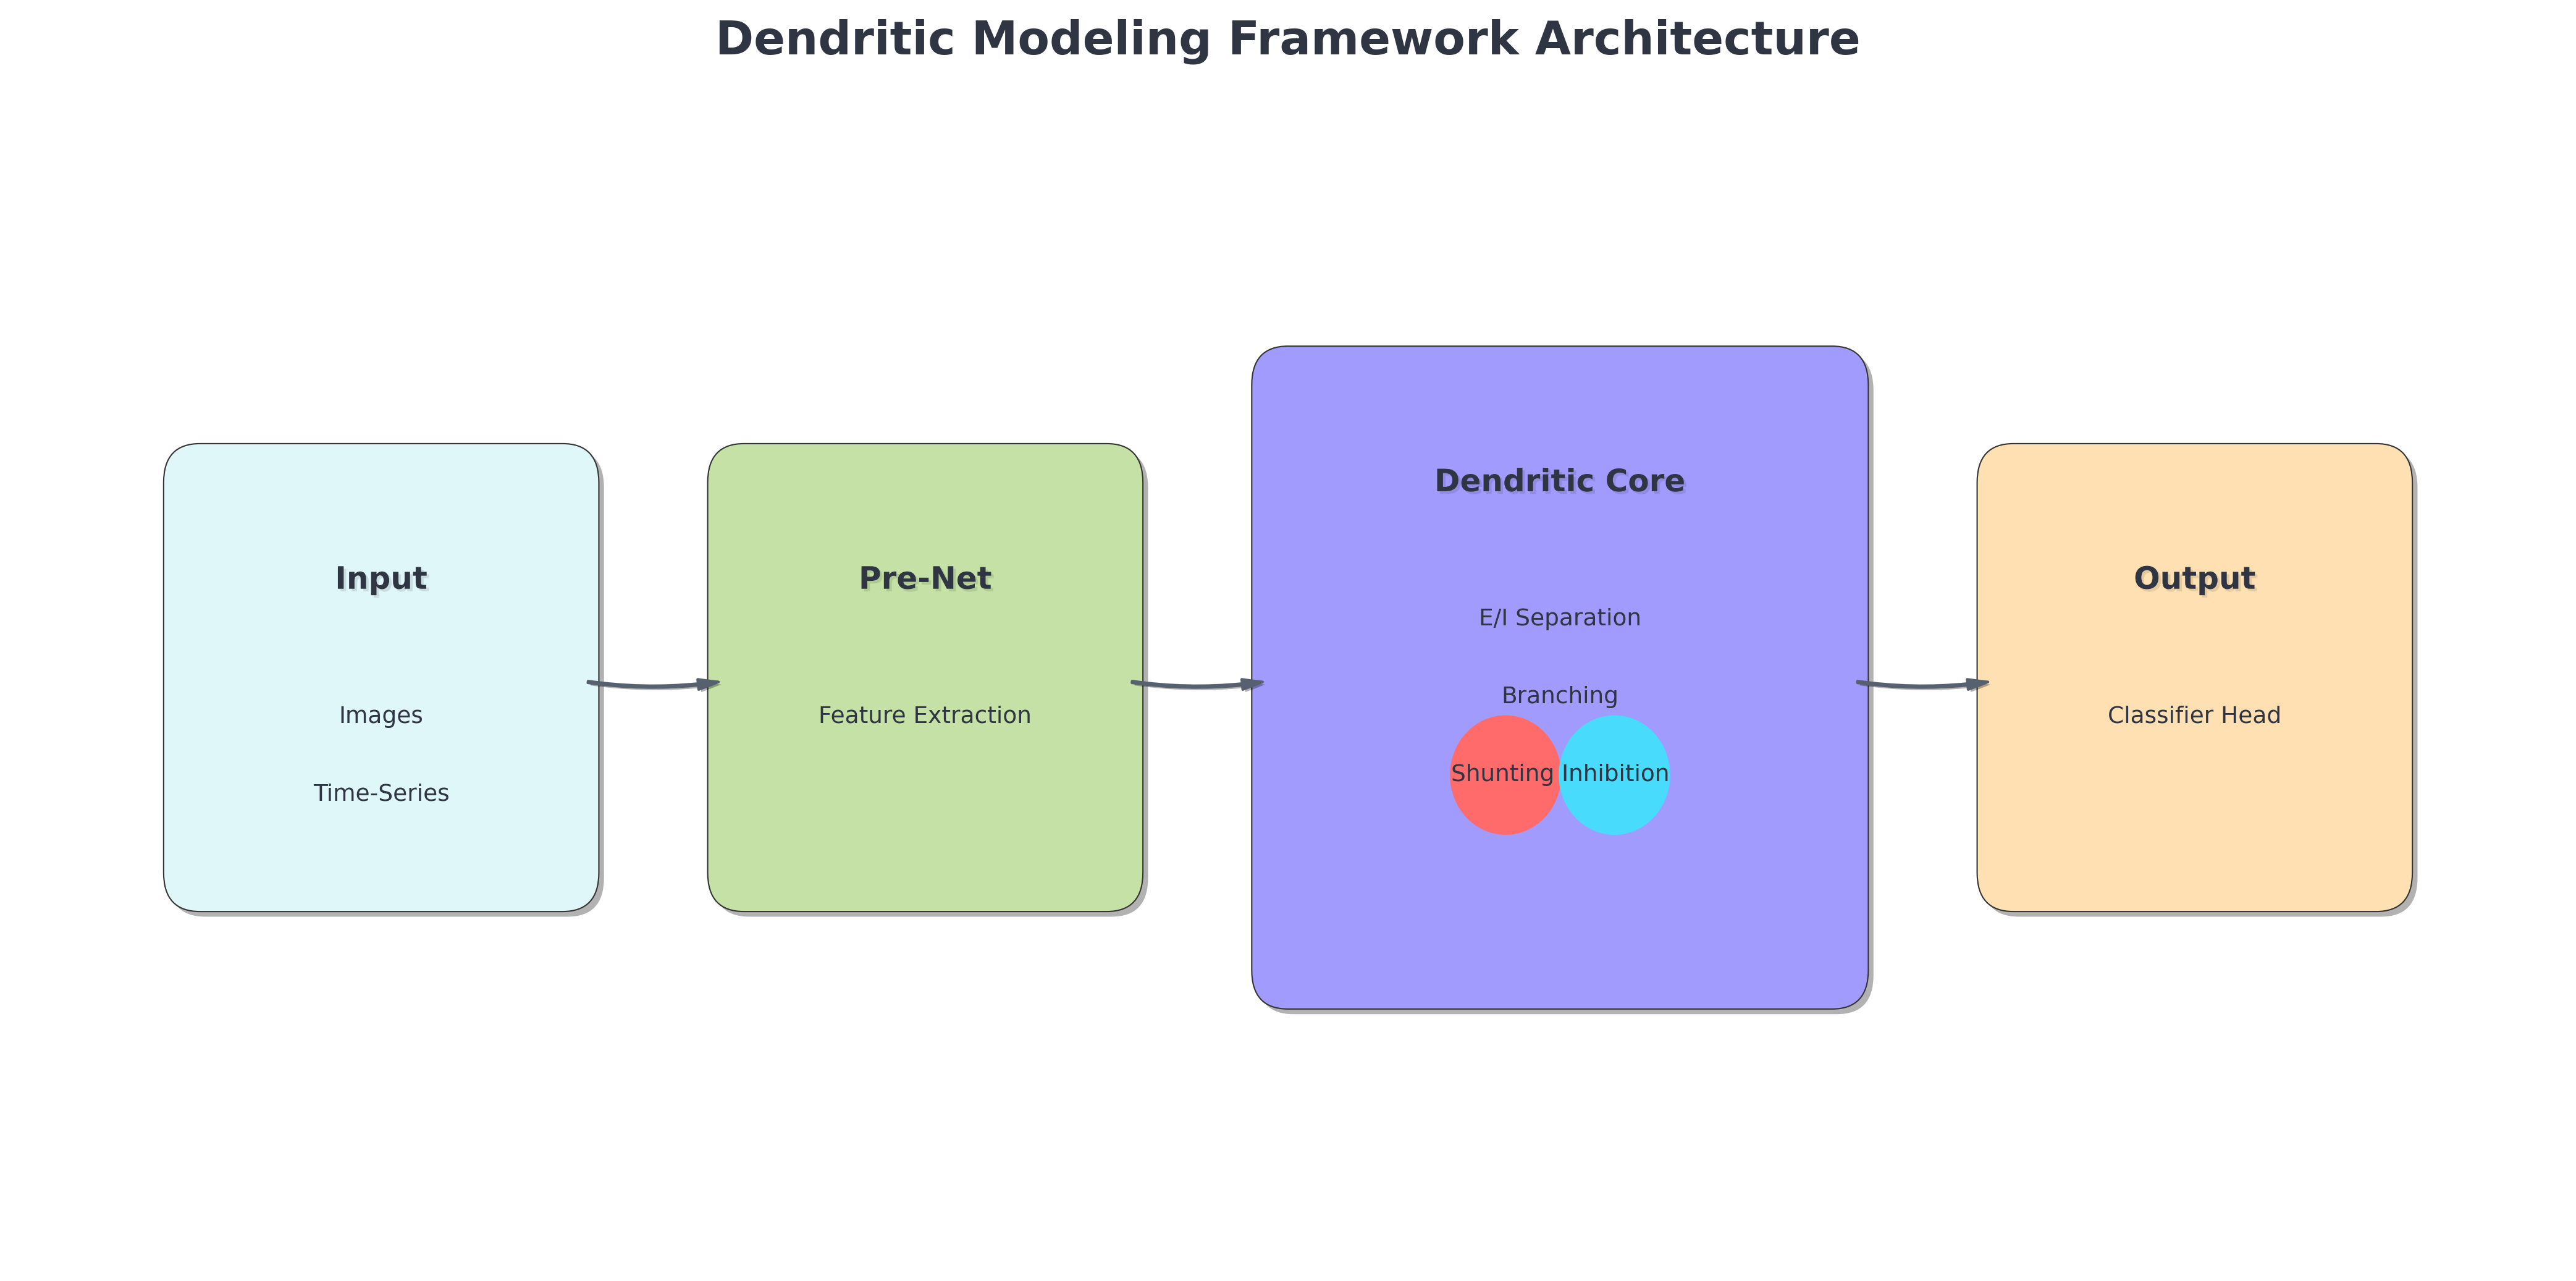 Dendritic Modeling Framework Architecture
Input
Images
Time-Series
Pre-Net
Feature Extraction
Dendritic Core
E/I Separation
Branching
Shunting Inhibition
Output
Classifier Head